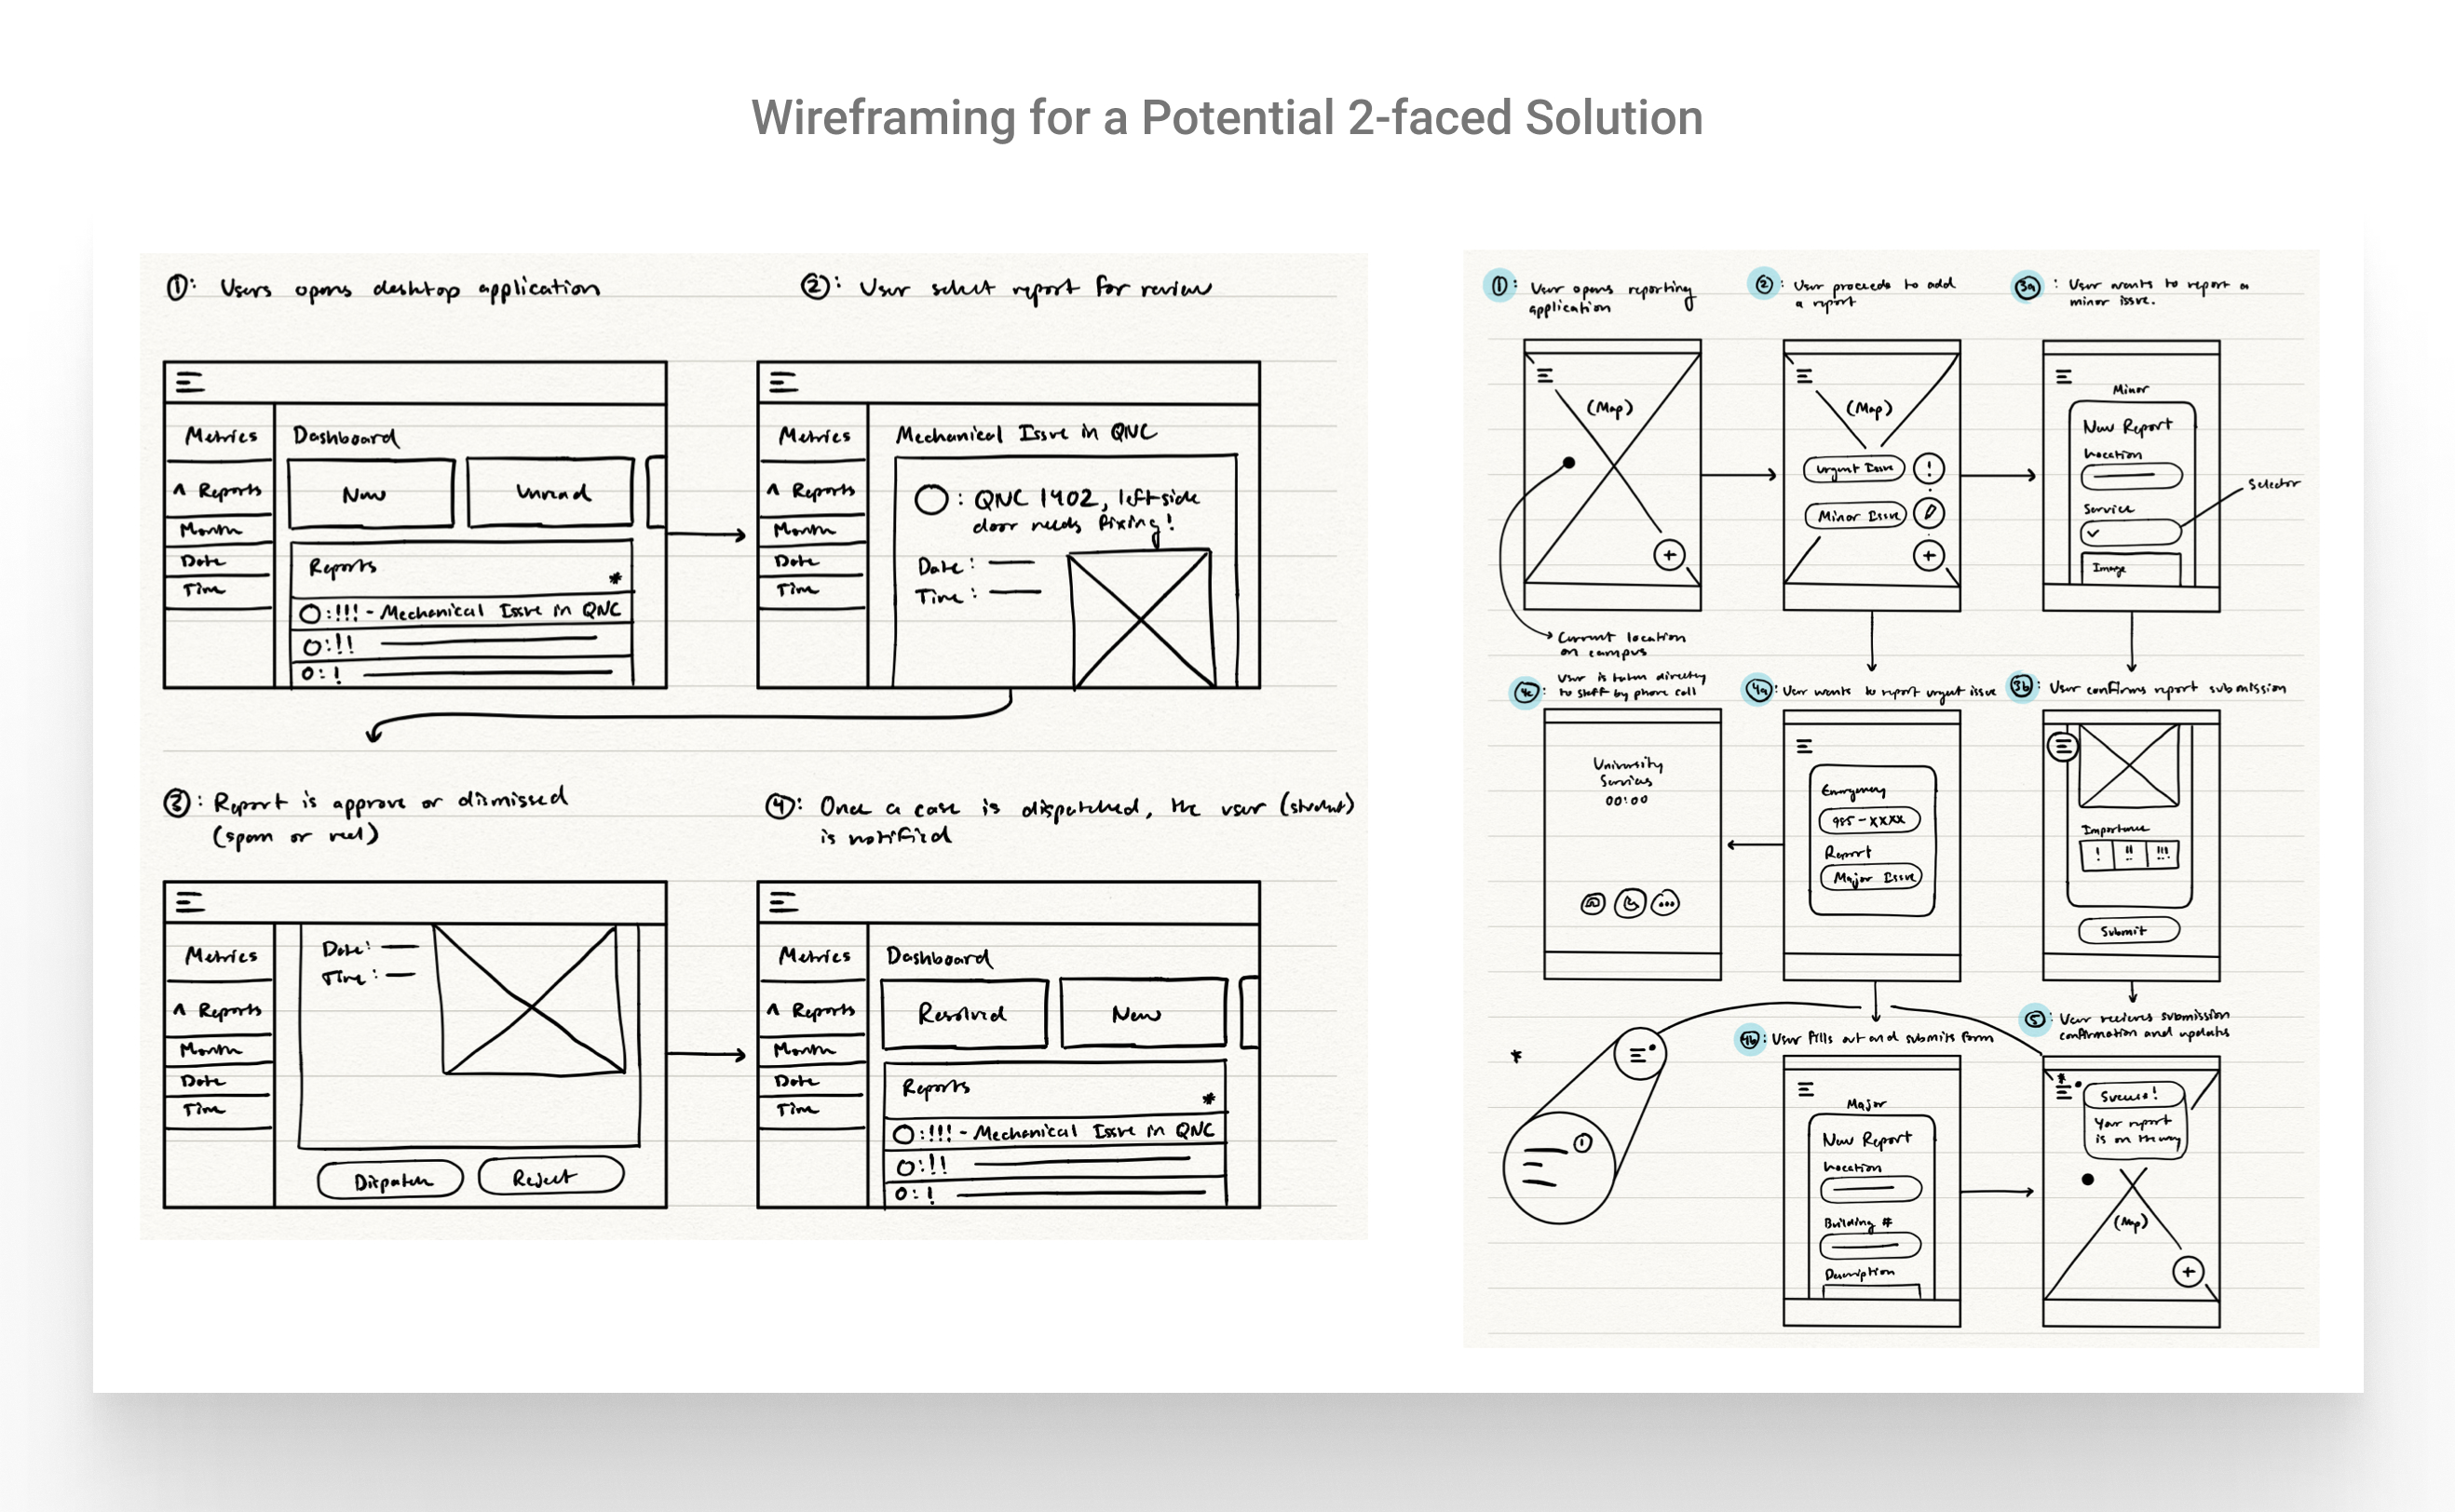 Wireframing for a Potential 2-faced Solution
①: Users opens desktop application
②: User select report for review
Metrics
^ Reports
Month
Date
Time
Dashboard
New
Unread
Reports
*
O:!!! - Mechanical Issue in QNC
O:!!
O:!
Metrics
^ Reports
Month
Date
Time
Mechanical Issue in QNC
O: QNC 1402, left-side
door needs fixing!
Date:
Time:
③: Report is approve or dismissed
(spam or real)
④: Once a case is dispatched, the user (student)
is notified
Metrics
^ Reports
Month
Date
Time
Date:
Time:
Dispatch
Reject
Metrics
^ Reports
Month
Date
Time
Dashboard
Resolved
New
Reports
*
O:!!! - Mechanical Issue in QNC
O:!!
O:!
①: User opens reporting
application
②: User proceeds to add
a report
3a: User wants to report a
minor issue.
(Map)
+
Current location
on campus
(Map)
Urgent Issue
!
Minor Issue
+
Minor
New Report
Location
Service
Image
Selector
4c: User is taken directly
to staff by phone call
4a: User wants to report urgent issue
3b: User confirms report submission
University
Services
00:00
Emergency
985-xxxx
Report
Major Issue
Importance
! !! !!!
Submit
*
4b: User fills out and submits form
⑤: User recieves submission
confirmation and updates
Major
New Report
Location
Building #
Description
*
Success!
Your report
is on the way
(Map)
+